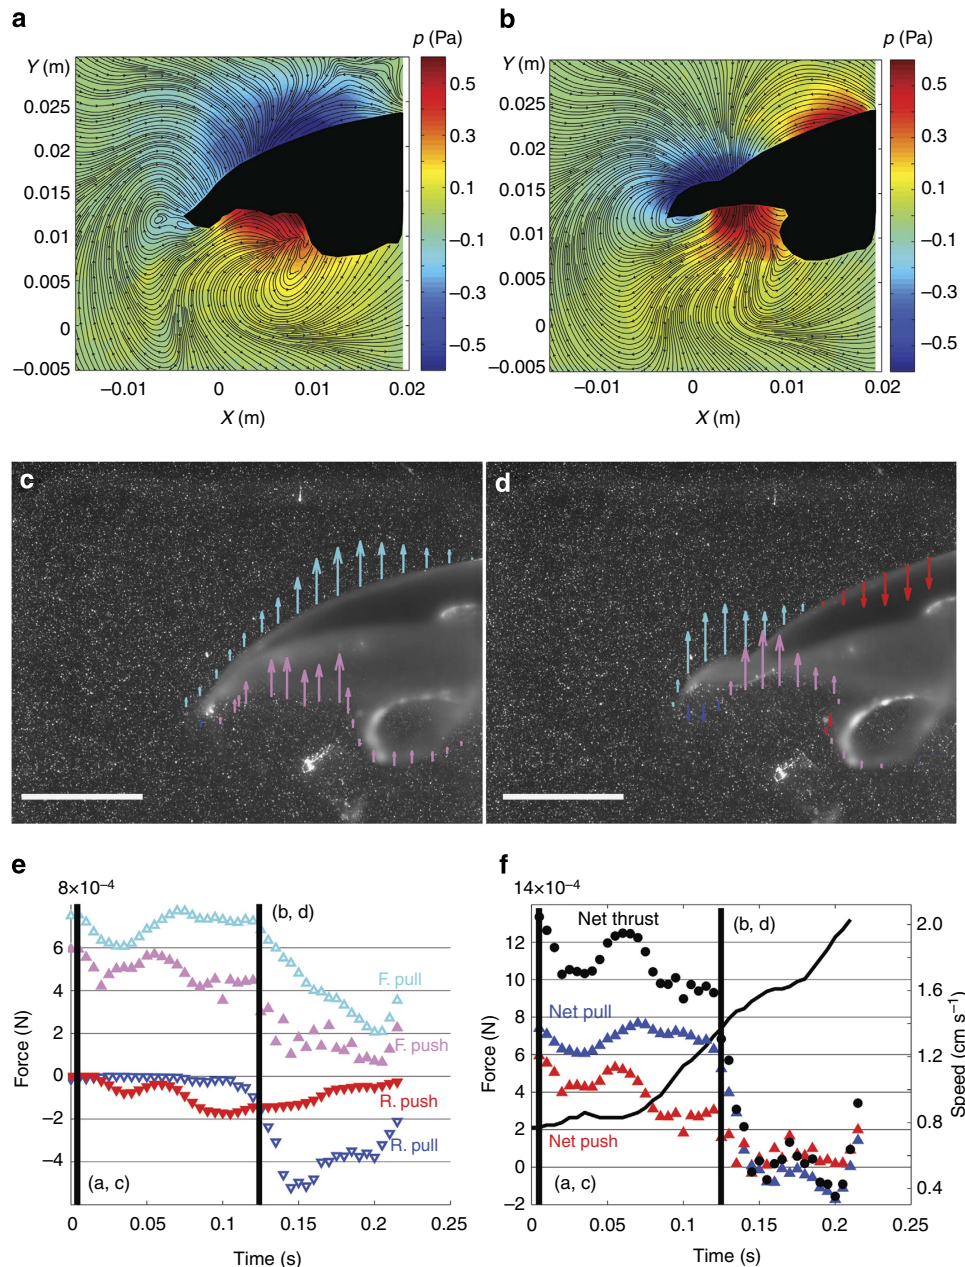 a
p (Pa)
Y (m)
0.025
0.02
0.015
0.01
0.005
0
−0.005
−0.01
0
0.01
0.02
X (m)
0.5
0.3
0.1
−0.1
−0.3
−0.5
b
p (Pa)
Y (m)
0.025
0.02
0.015
0.01
0.005
0
−0.005
−0.01
0
0.01
0.02
X (m)
0.5
0.3
0.1
−0.1
−0.3
−0.5
c
d
e
8×10⁻⁴
6
4
2
0
−2
−4
Force (N)
(b, d)
F. pull
F. push
R. push
R. pull
(a, c)
0
0.05
0.1
0.15
0.2
0.25
Time (s)
f
14×10⁻⁴
12
10
8
6
4
2
0
−2
Force (N)
Net thrust
(b, d)
Net pull
Net push
(a, c)
2.0
1.6
1.2
0.8
0.4
Speed (cm s⁻¹)
0
0.05
0.1
0.15
0.2
0.25
Time (s)